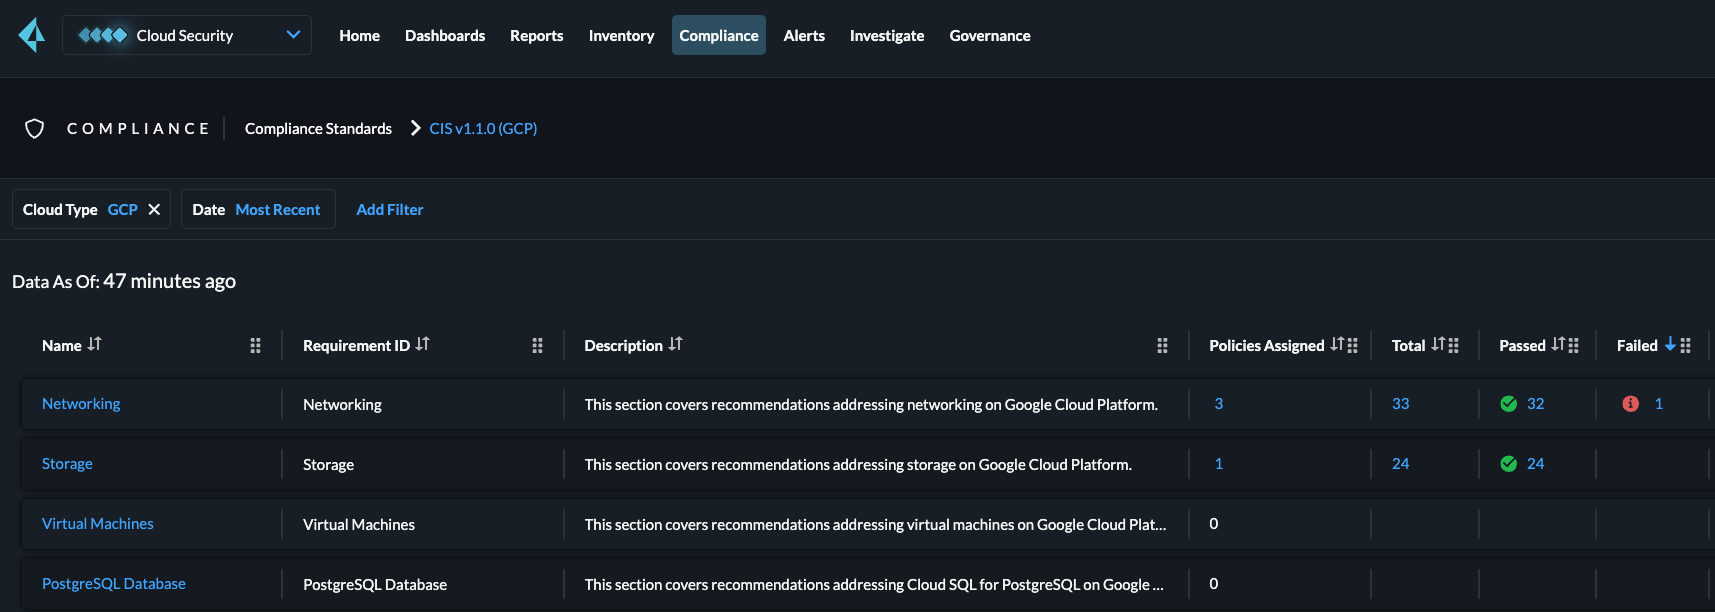 Cloud Security Home Dashboards Reports Inventory Compliance Alerts Investigate Governance
COMPLIANCE Compliance Standards CIS v1.1.0 (GCP)
Cloud Type GCP Date Most Recent Add Filter
Data As Of: 47 minutes ago
Name Requirement ID Description Policies Assigned Total Passed Failed
Networking Networking This section covers recommendations addressing networking on Google Cloud Platform. 3 33 32 1
Storage Storage This section covers recommendations addressing storage on Google Cloud Platform. 1 24 24
Virtual Machines Virtual Machines This section covers recommendations addressing virtual machines on Google Cloud Plat... 0
PostgreSQL Database PostgreSQL Database This section covers recommendations addressing Cloud SQL for PostgreSQL on Google ... 0